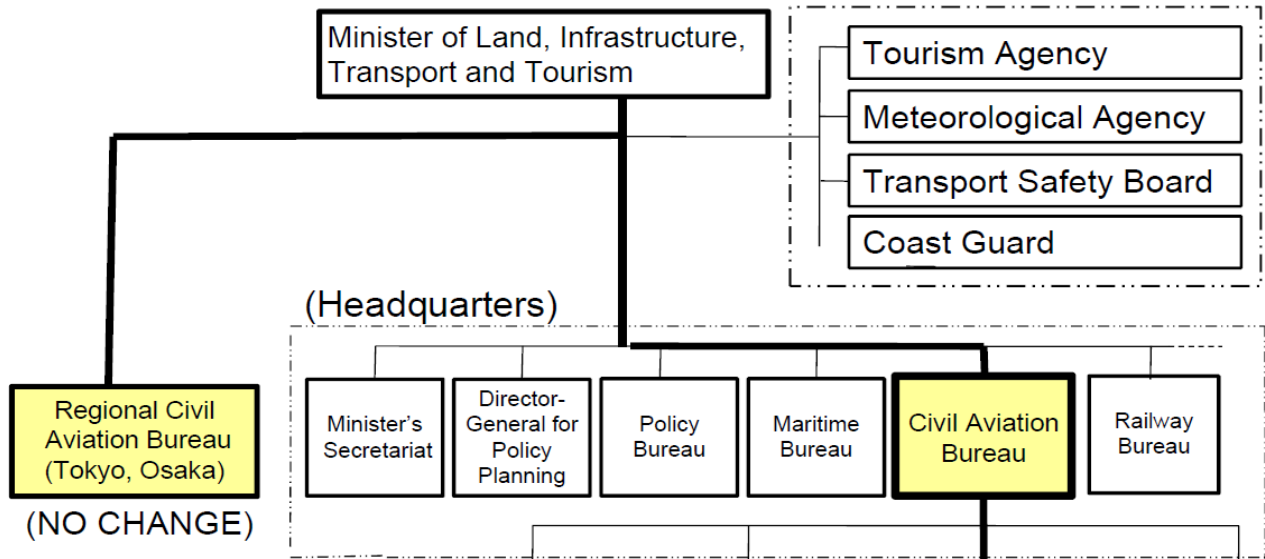 Minister of Land, Infrastructure,
Transport and Tourism
Tourism Agency
Meteorological Agency
Transport Safety Board
Coast Guard
(Headquarters)
Regional Civil
Aviation Bureau
(Tokyo, Osaka)
(NO CHANGE)
Minister's
Secretariat
Director-
General for
Policy
Planning
Policy
Bureau
Maritime
Bureau
Civil Aviation
Bureau
Railway
Bureau